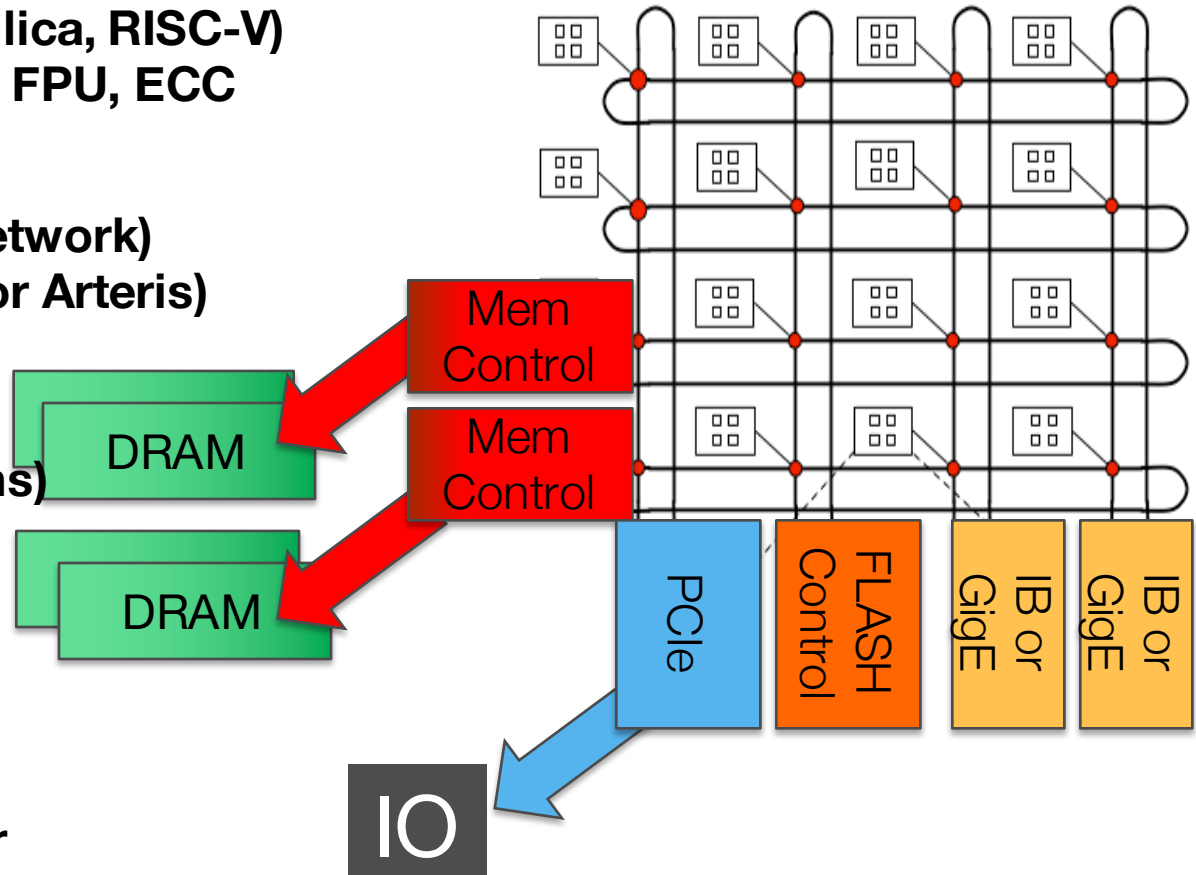 lica, RISC-V)
FPU, ECC
etwork)
or Arteris)
ns)
r
Mem
Control
Mem
Control
DRAM
DRAM
PCIe
FLASH
Control
IB or
GigE
IB or
GigE
IO